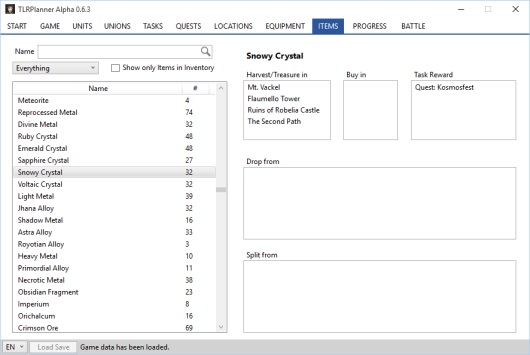 TLRPlanner Alpha 0.6.3
START GAME UNITS UNIONS TASKS QUESTS LOCATIONS EQUIPMENT ITEMS PROGRESS BATTLE
Name
Everything
Show only Items in Inventory
Name #
Meteorite 4
Reprocessed Metal 74
Divine Metal 32
Ruby Crystal 48
Emerald Crystal 48
Sapphire Crystal 27
Snowy Crystal 32
Voltaic Crystal 32
Light Metal 39
Jhana Alloy 32
Shadow Metal 16
Astra Alloy 33
Royotian Alloy 3
Heavy Metal 10
Primordial Alloy 11
Necrotic Metal 38
Obsidian Fragment 23
Imperium 8
Orichalcum 16
Crimson Ore 69
Snowy Crystal
Harvest/Treasure in
Mt. Vackel
Flaumello Tower
Ruins of Robelia Castle
The Second Path
Buy in
Task Reward
Quest: Kosmosfest
Drop from
Split from
EN Load Save Game data has been loaded.